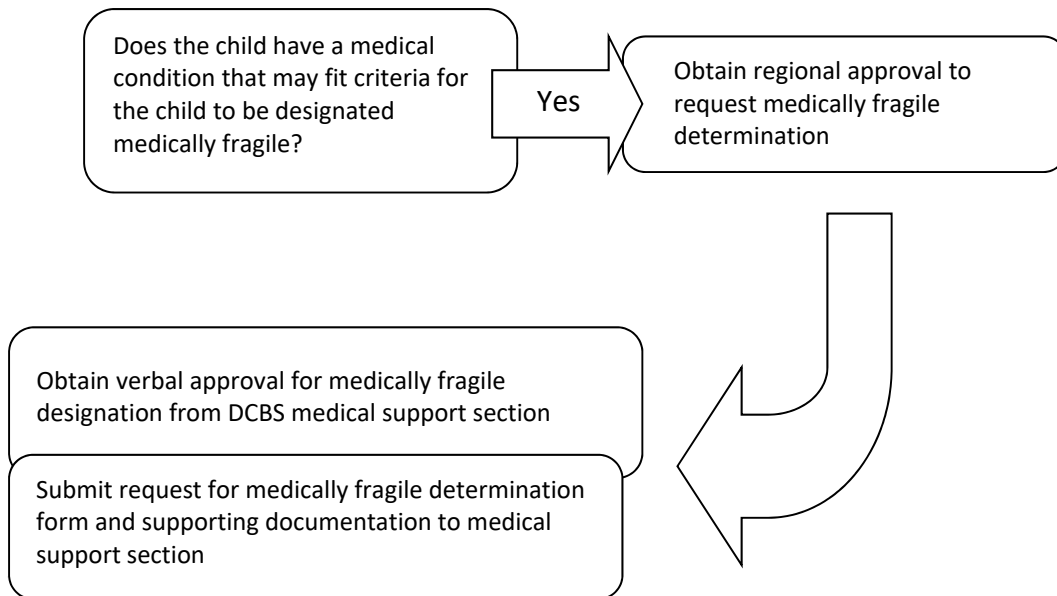 Does the child have a medical
condition that may fit criteria for
the child to be designated
medically fragile?
Yes
Obtain regional approval to
request medically fragile
determination
Obtain verbal approval for medically fragile
designation from DCBS medical support section
Submit request for medically fragile determination
form and supporting documentation to medical
support section